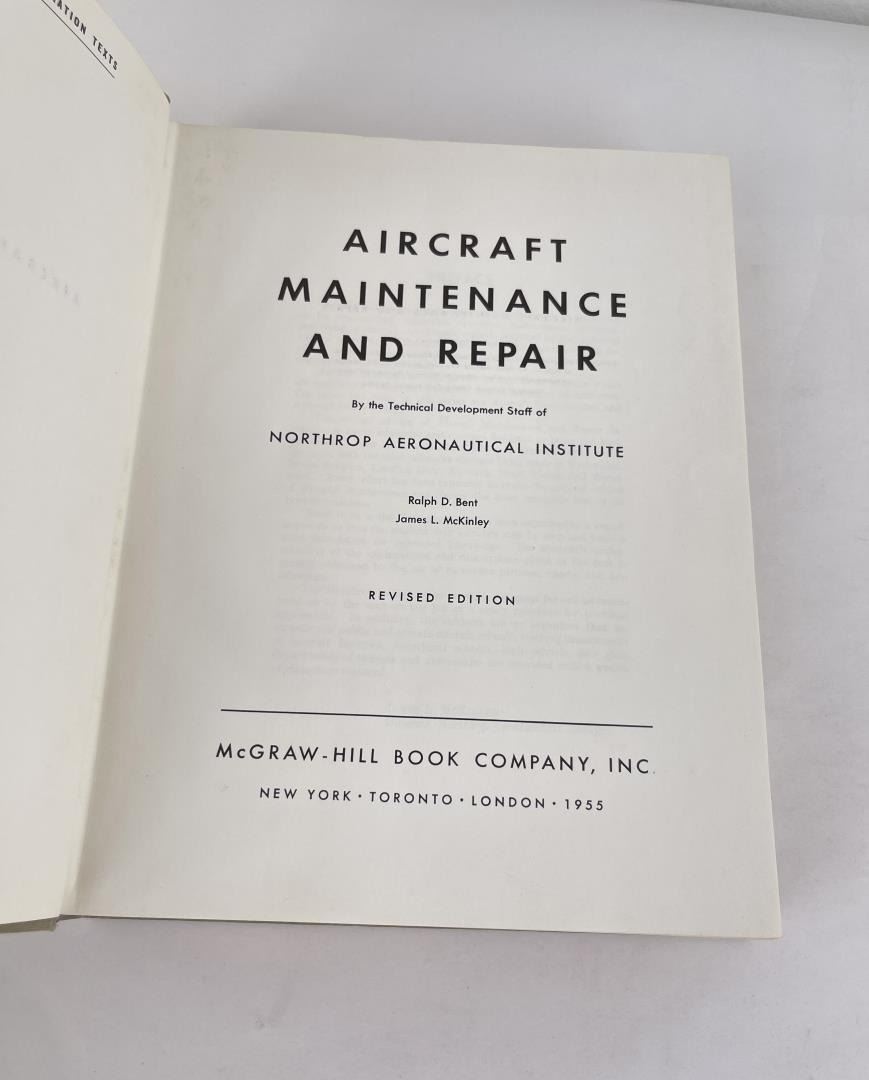 TEXTS
AIRCRAFT
MAINTENANCE
AND REPAIR
By the Technical Development Staff of
NORTHROP AERONAUTICAL INSTITUTE
Ralph D. Bent
James L. McKinley
REVISED EDITION
McGRAW-HILL BOOK COMPANY, INC.
NEW YORK · TORONTO · LONDON · 1955